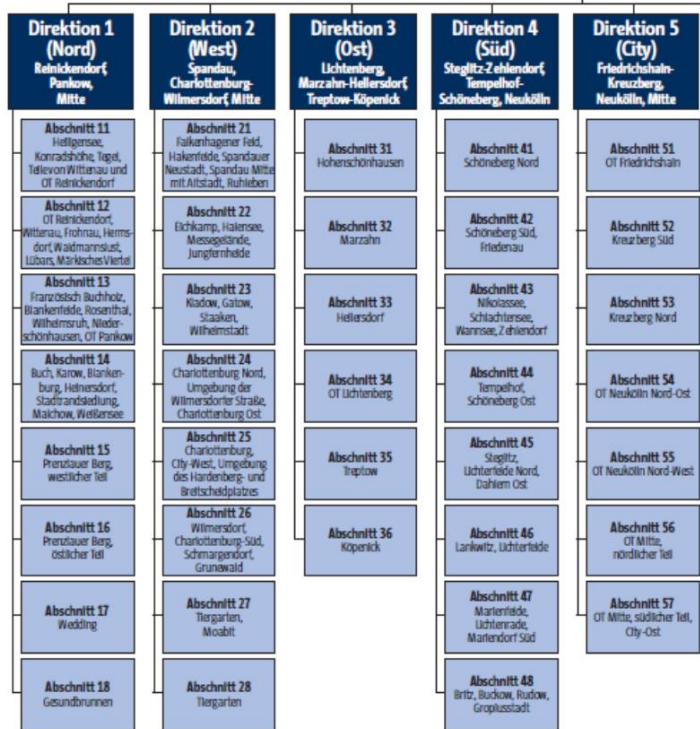 Direktion 1
(Nord)
Reinickendorf,
Pankow,
Mitte
Abschnitt 11
Heiligensee,
Konradshöhe, Tegel,
Teile von Wittenau und
OT Reinickendorf
Abschnitt 12
OT Reinickendorf,
Wittenau, Frohnau, Herms-
dorf, Waidmannslust,
Lübars, Märkisches Viertel
Abschnitt 13
Französisch Buchholz,
Blankenfelde, Rosenthal,
Wilhelmsruh, Nieder-
schönhausen, OT Pankow
Abschnitt 14
Buch, Karow, Blanken-
burg, Heinersdorf,
Stadtrandsiedlung,
Malchow, Weißensee
Abschnitt 15
Prenzlauer Berg,
westlicher Teil
Abschnitt 16
Prenzlauer Berg,
östlicher Teil
Abschnitt 17
Wedding
Abschnitt 18
Gesundbrunnen
Direktion 2
(West)
Spandau,
Charlottenburg-
Wilmersdorf, Mitte
Abschnitt 21
Falkenhagener Feld,
Hakenfelde, Spandauer
Neustadt, Spandau Mitte
mit Altstadt, Ruhleben
Abschnitt 22
Eichkamp, Halensee,
Messegelände,
Jungfernheide
Abschnitt 23
Kladow, Gatow,
Staaken,
Wilhelmstadt
Abschnitt 24
Charlottenburg Nord,
Umgebung der
Wilmersdorfer Straße,
Charlottenburg Ost
Abschnitt 25
Charlottenburg,
City-West, Umgebung
des Hardenberg- und
Breitscheidplatzes
Abschnitt 26
Wilmersdorf,
Charlottenburg-Süd,
Schmargendorf,
Grunewald
Abschnitt 27
Tiergarten,
Moabit
Abschnitt 28
Tiergarten
Direktion 3
(Ost)
Lichtenberg,
Marzahn-Hellersdorf,
Treptow-Köpenick
Abschnitt 31
Hohenschönhausen
Abschnitt 32
Marzahn
Abschnitt 33
Hellersdorf
Abschnitt 34
OT Lichtenberg
Abschnitt 35
Treptow
Abschnitt 36
Köpenick
Direktion 4
(Süd)
Steglitz-Zehlendorf,
Tempelhof-
Schöneberg, Neukölln
Abschnitt 41
Schöneberg Nord
Abschnitt 42
Schöneberg Süd,
Friedenau
Abschnitt 43
Nikolassee,
Schlachtensee,
Wannsee, Zehlendorf
Abschnitt 44
Tempelhof,
Schöneberg Ost
Abschnitt 45
Steglitz,
Lichterfelde Nord,
Dahlem Ost
Abschnitt 46
Lankwitz, Lichterfelde
Abschnitt 47
Marienfelde,
Lichtenrade,
Mariendorf Süd
Abschnitt 48
Britz, Buckow, Rudow,
Gropiusstadt
Direktion 5
(City)
Friedrichshain-
Kreuzberg,
Neukölln, Mitte
Abschnitt 51
OT Friedrichshain
Abschnitt 52
Kreuzberg Süd
Abschnitt 53
Kreuzberg Nord
Abschnitt 54
OT Neukölln Nord-Ost
Abschnitt 55
OT Neukölln Nord-West
Abschnitt 56
OT Mitte,
nördlicher Teil
Abschnitt 57
OT Mitte, südlicher Teil,
City-Ost